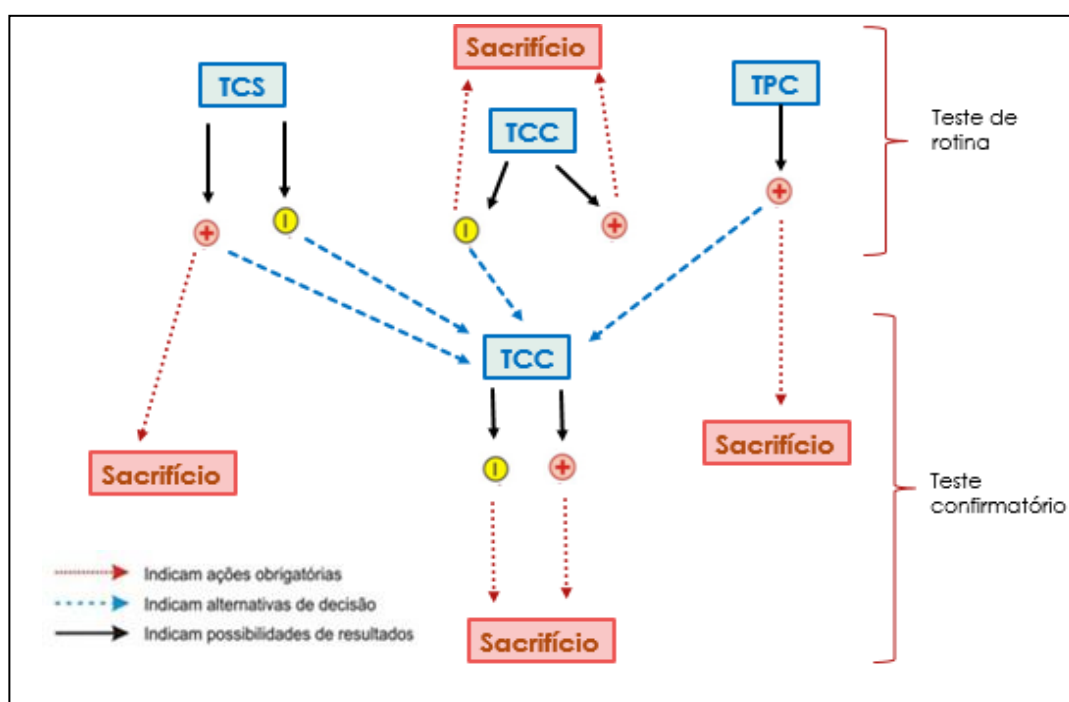 Sacrifício
TCS
TPC
TCC
Teste de
rotina
+
I
I
+
+
TCC
Sacrifício
Sacrifício
I
+
Teste
confirmatório
Indicam ações obrigatórias
Indicam alternativas de decisão
Indicam possibilidades de resultados
Sacrifício